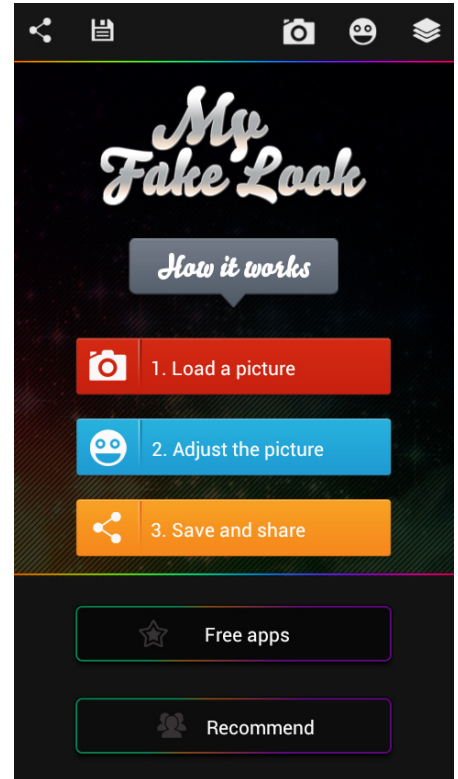 My
Fake Look
How it works
1. Load a picture
2. Adjust the picture
3. Save and share
Free apps
Recommend